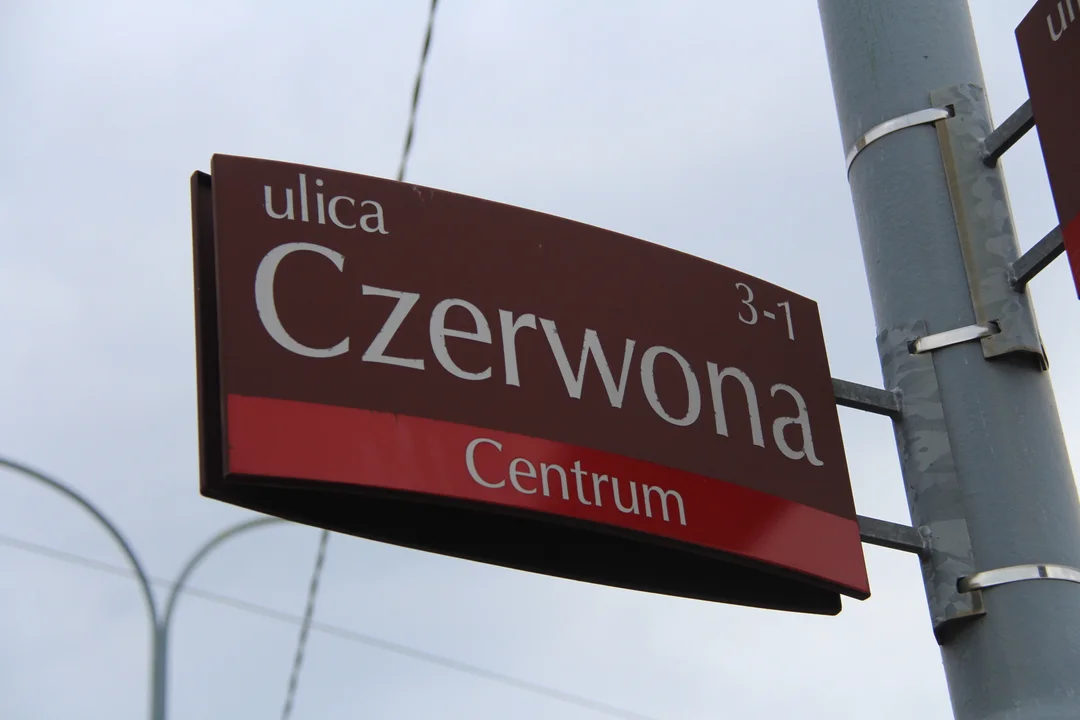 ulica
3-1
Czerwona
Centrum